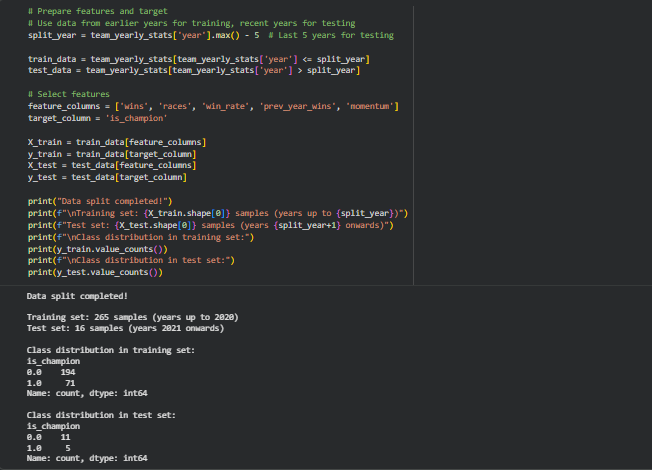 # Prepare features and target
# Use data from earlier years for training, recent years for testing
split_year = team_yearly_stats['year'].max() - 5  # Last 5 years for testing
train_data = team_yearly_stats[team_yearly_stats['year'] <= split_year]
test_data = team_yearly_stats[team_yearly_stats['year'] > split_year]
# Select features
feature_columns = ['wins', 'races', 'win_rate', 'prev_year_wins', 'momentum']
target_column = 'is_champion'
X_train = train_data[feature_columns]
y_train = train_data[target_column]
X_test = test_data[feature_columns]
y_test = test_data[target_column]
print("Data split completed!")
print(f"\nTraining set: {X_train.shape[0]} samples (years up to {split_year})")
print(f"Test set: {X_test.shape[0]} samples (years {split_year+1} onwards)")
print(f"\nClass distribution in training set:")
print(y_train.value_counts())
print(f"\nClass distribution in test set:")
print(y_test.value_counts())
Data split completed!
Training set: 265 samples (years up to 2020)
Test set: 16 samples (years 2021 onwards)
Class distribution in training set:
is_champion
0.0    194
1.0     71
Name: count, dtype: int64
Class distribution in test set:
is_champion
0.0    11
1.0     5
Name: count, dtype: int64